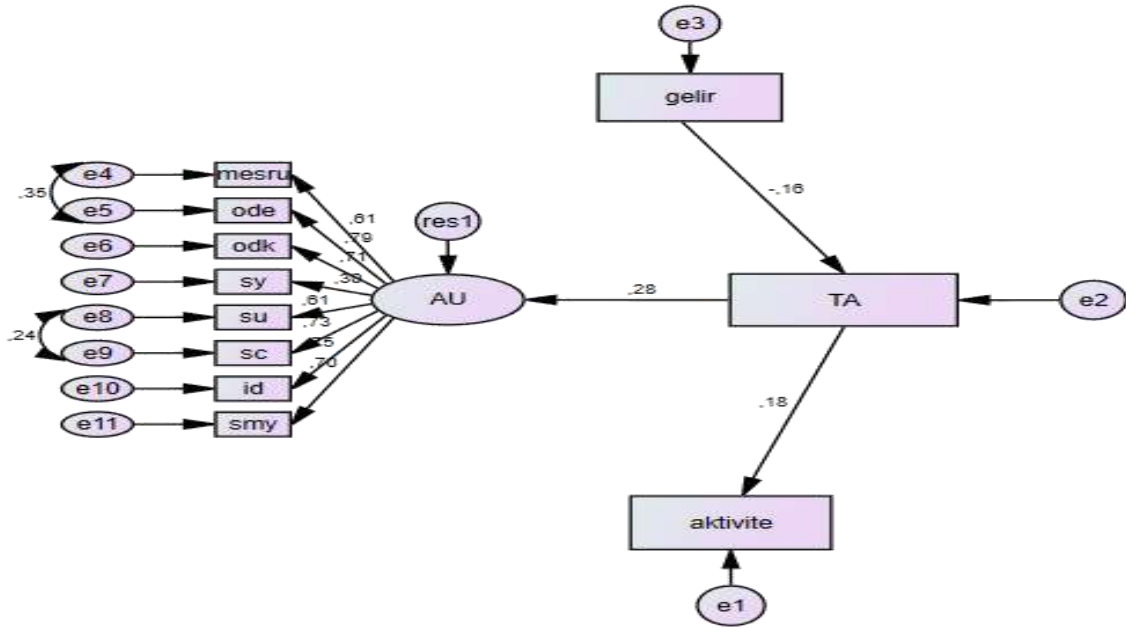 e3
gelir
-.16
e4
mesru
.35
e5
ode
.61
.79
res1
e6
odk
.71
e7
sy
.38
AU
.28
TA
e2
e8
su
.61
.24
.73
e9
sc
.75
.70
e10
id
e11
smy
.18
aktivite
e1